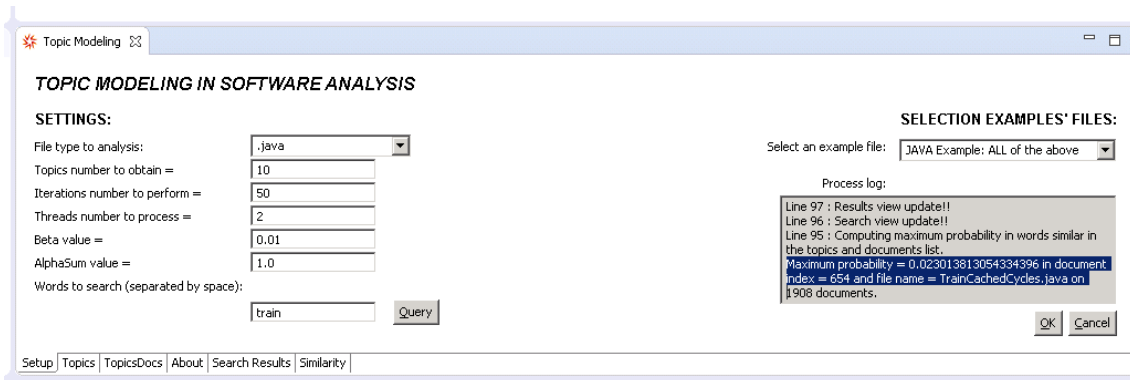 Topic Modeling
TOPIC MODELING IN SOFTWARE ANALYSIS
SETTINGS:
File type to analysis:
.java
Topics number to obtain =
10
Iterations number to perform =
50
Threads number to process =
2
Beta value =
0.01
AlphaSum value =
1.0
Words to search (separated by space):
train
Query
SELECTION EXAMPLES' FILES:
Select an example file:
JAVA Example: ALL of the above
Process log:
Line 97 : Results view update!!
Line 96 : Search view update!!
Line 95 : Computing maximum probability in words similar in
the topics and documents list.
Maximum probability = 0.023013813054334396 in document
index = 654 and file name = TrainCachedCycles.java on
1908 documents.
OK
Cancel
Setup
Topics
TopicsDocs
About
Search Results
Similarity